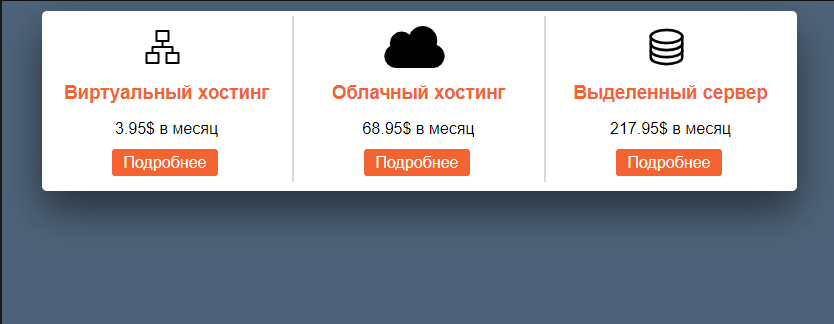 Виртуальный хостинг
3.95$ в месяц
Подробнее
Облачный хостинг
68.95$ в месяц
Подробнее
Выделенный сервер
217.95$ в месяц
Подробнее